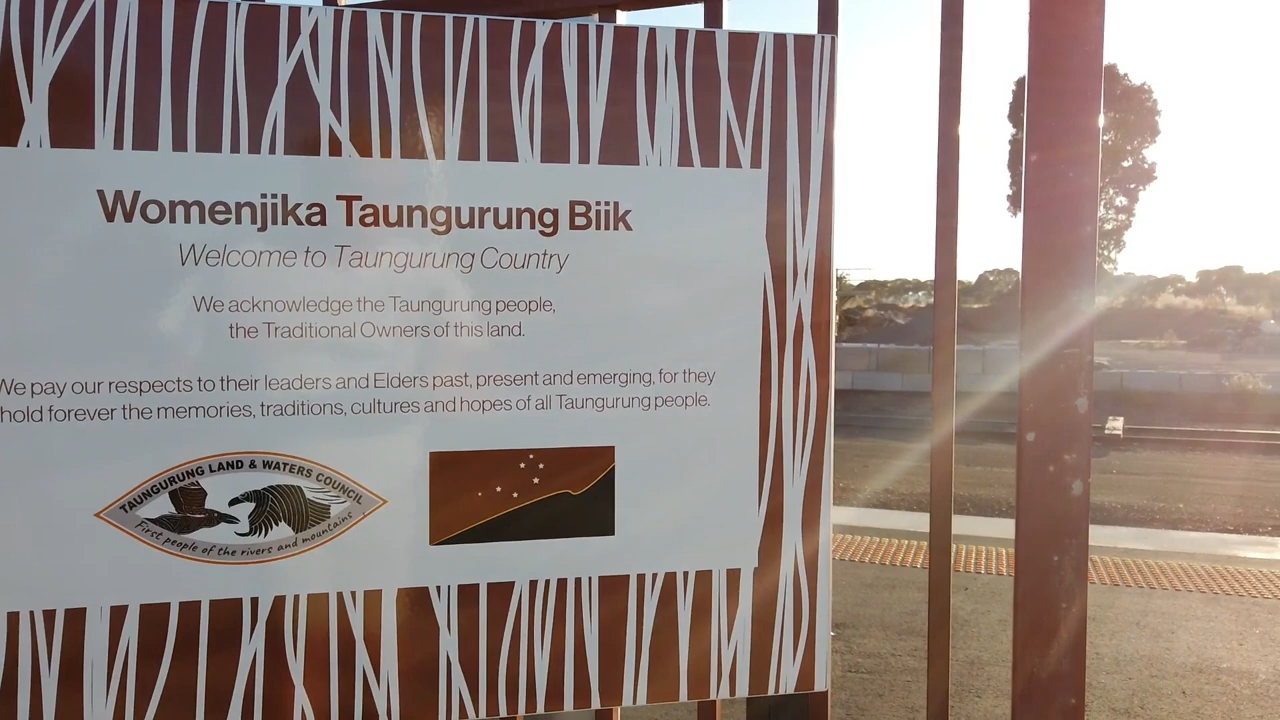 Womenjika Taungurung Biik
Welcome to Taungurung Country
We acknowledge the Taungurung people,
the Traditional Owners of this land.
We pay our respects to their leaders and Elders past, present and emerging, for they
hold forever the memories, traditions, cultures and hopes of all Taungurung people.
TAUNGURUNG LAND & WATERS COUNCIL
First people of the rivers and mountains